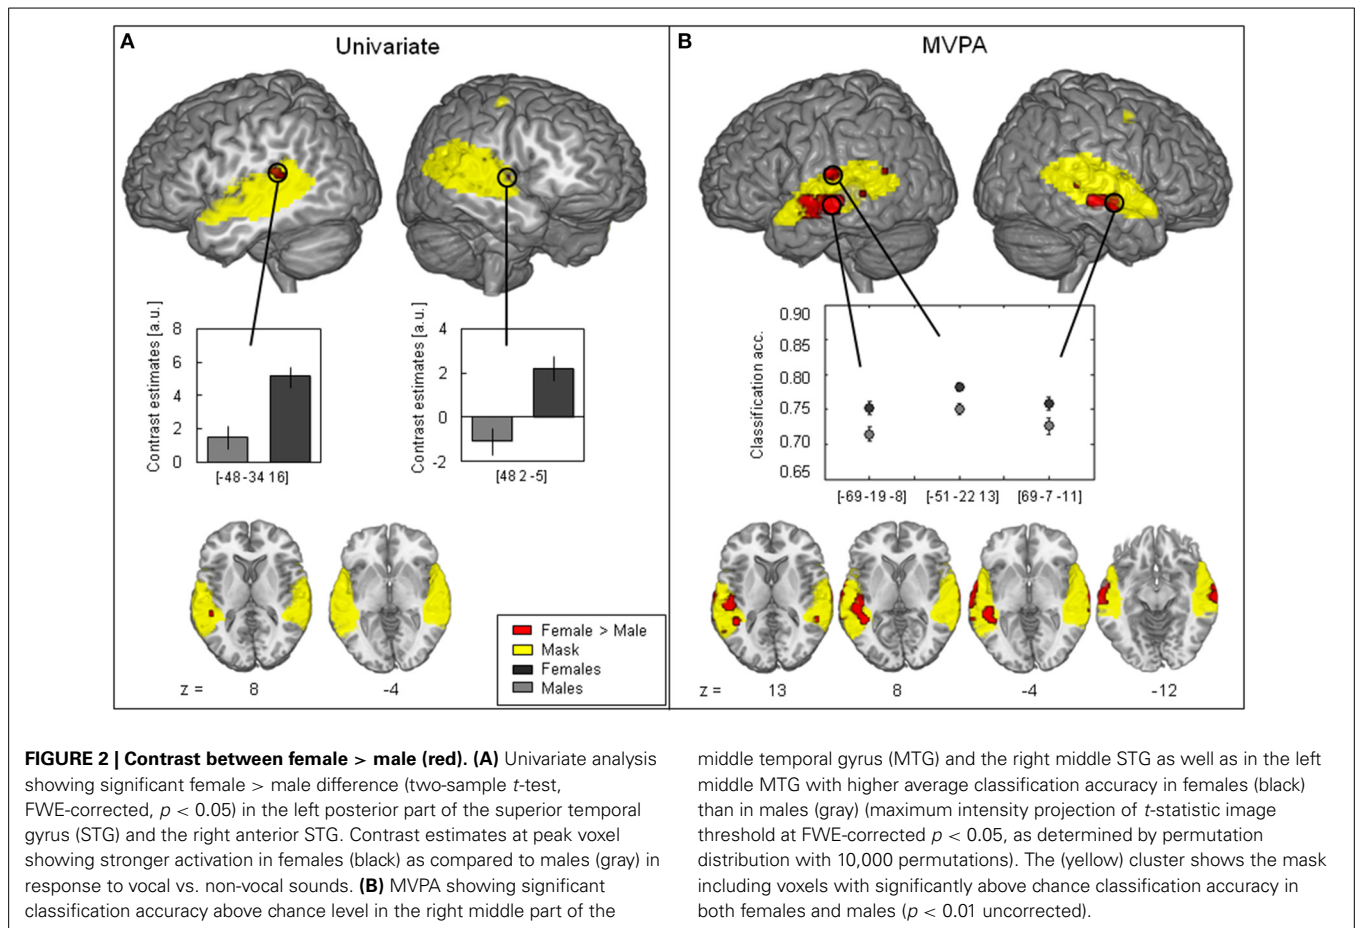 A
Univariate
Contrast estimates [a.u.]
8
6
4
2
0
[-48 -34 16]
Contrast estimates [a.u.]
4
2
0
-2
[48 2 -5]
Female > Male
Mask
Females
Males
z = 8 -4
B
MVPA
Classification acc.
0.90
0.85
0.80
0.75
0.70
0.65
[-69 -19 -8] [-51 -22 13] [69 -7 -11]
z = 13 8 -4 -12
FIGURE 2 | Contrast between female > male (red). (A) Univariate analysis
showing significant female > male difference (two-sample t-test,
FWE-corrected, p < 0.05) in the left posterior part of the superior temporal
gyrus (STG) and the right anterior STG. Contrast estimates at peak voxel
showing stronger activation in females (black) as compared to males (gray) in
response to vocal vs. non-vocal sounds. (B) MVPA showing significant
classification accuracy above chance level in the right middle part of the
middle temporal gyrus (MTG) and the right middle STG as well as in the left
middle MTG with higher average classification accuracy in females (black)
than in males (gray) (maximum intensity projection of t-statistic image
threshold at FWE-corrected p < 0.05, as determined by permutation
distribution with 10,000 permutations). The (yellow) cluster shows the mask
including voxels with significantly above chance classification accuracy in
both females and males (p < 0.01 uncorrected).